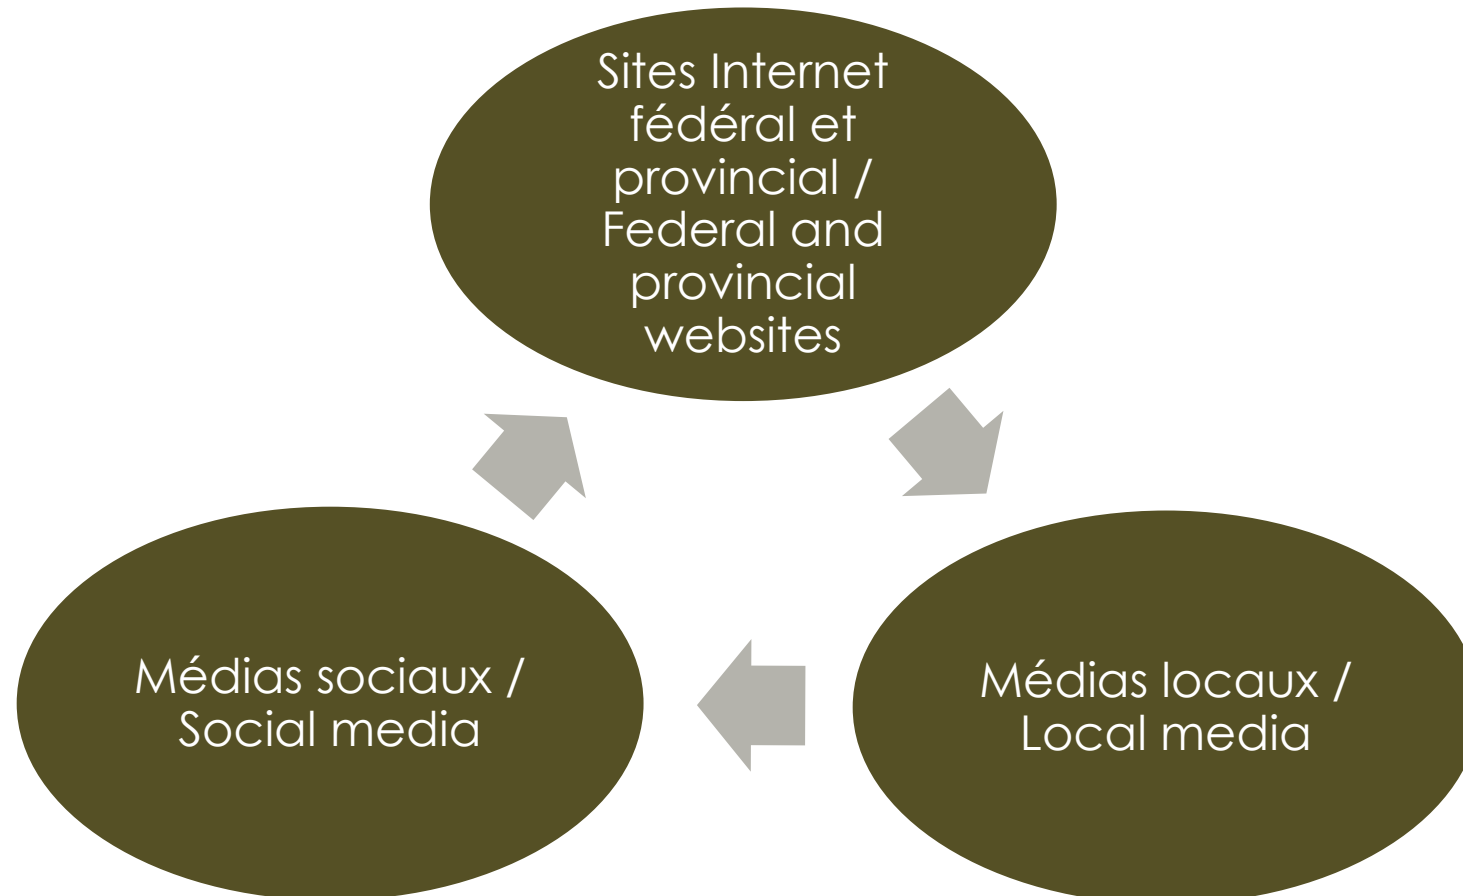 Sites Internet
fédéral et
provincial /
Federal and
provincial
websites
Médias sociaux /
Social media
Médias locaux /
Local media